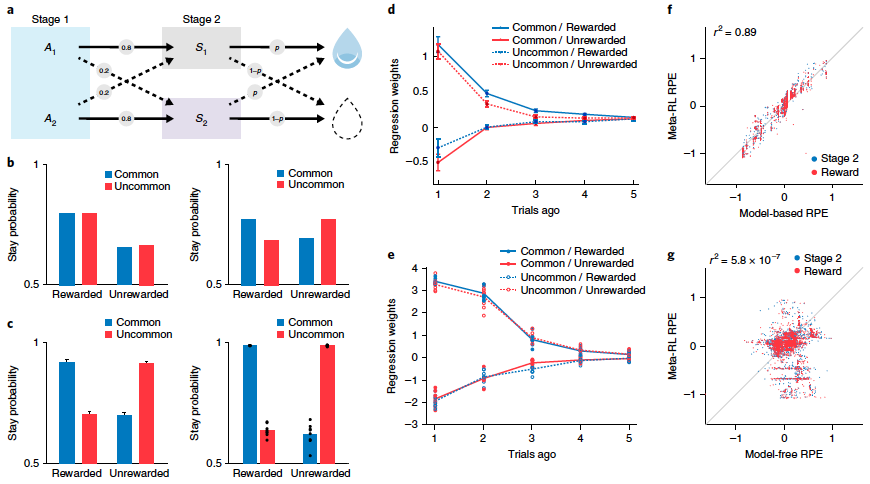 a
Stage 1
Stage 2
A1
0.8
S1
p
0.2
1–p
0.2
p
A2
0.8
S2
1–p
b
1
Stay probability
0.5
Common
Uncommon
Rewarded
Unrewarded
1
Stay probability
0.5
Common
Uncommon
Rewarded
Unrewarded
c
1
Stay probability
0.5
Common
Uncommon
Rewarded
Unrewarded
1
Stay probability
0.5
Common
Uncommon
Rewarded
Unrewarded
d
Common / Rewarded
Common / Unrewarded
Uncommon / Rewarded
Uncommon / Unrewarded
Regression weights
1
0.5
0
−0.5
1 2 3 4 5
Trials ago
e
Common / Rewarded
Common / Unrewarded
Uncommon / Rewarded
Uncommon / Unrewarded
Regression weights
4
3
2
1
0
−1
−2
−3
1 2 3 4 5
Trials ago
f
r² = 0.89
Meta-RL RPE
1
0
−1
Stage 2
Reward
−1 0 1
Model-based RPE
g
r² = 5.8 × 10⁻⁷
Stage 2
Reward
Meta-RL RPE
1
0
−1
−1 0 1
Model-free RPE